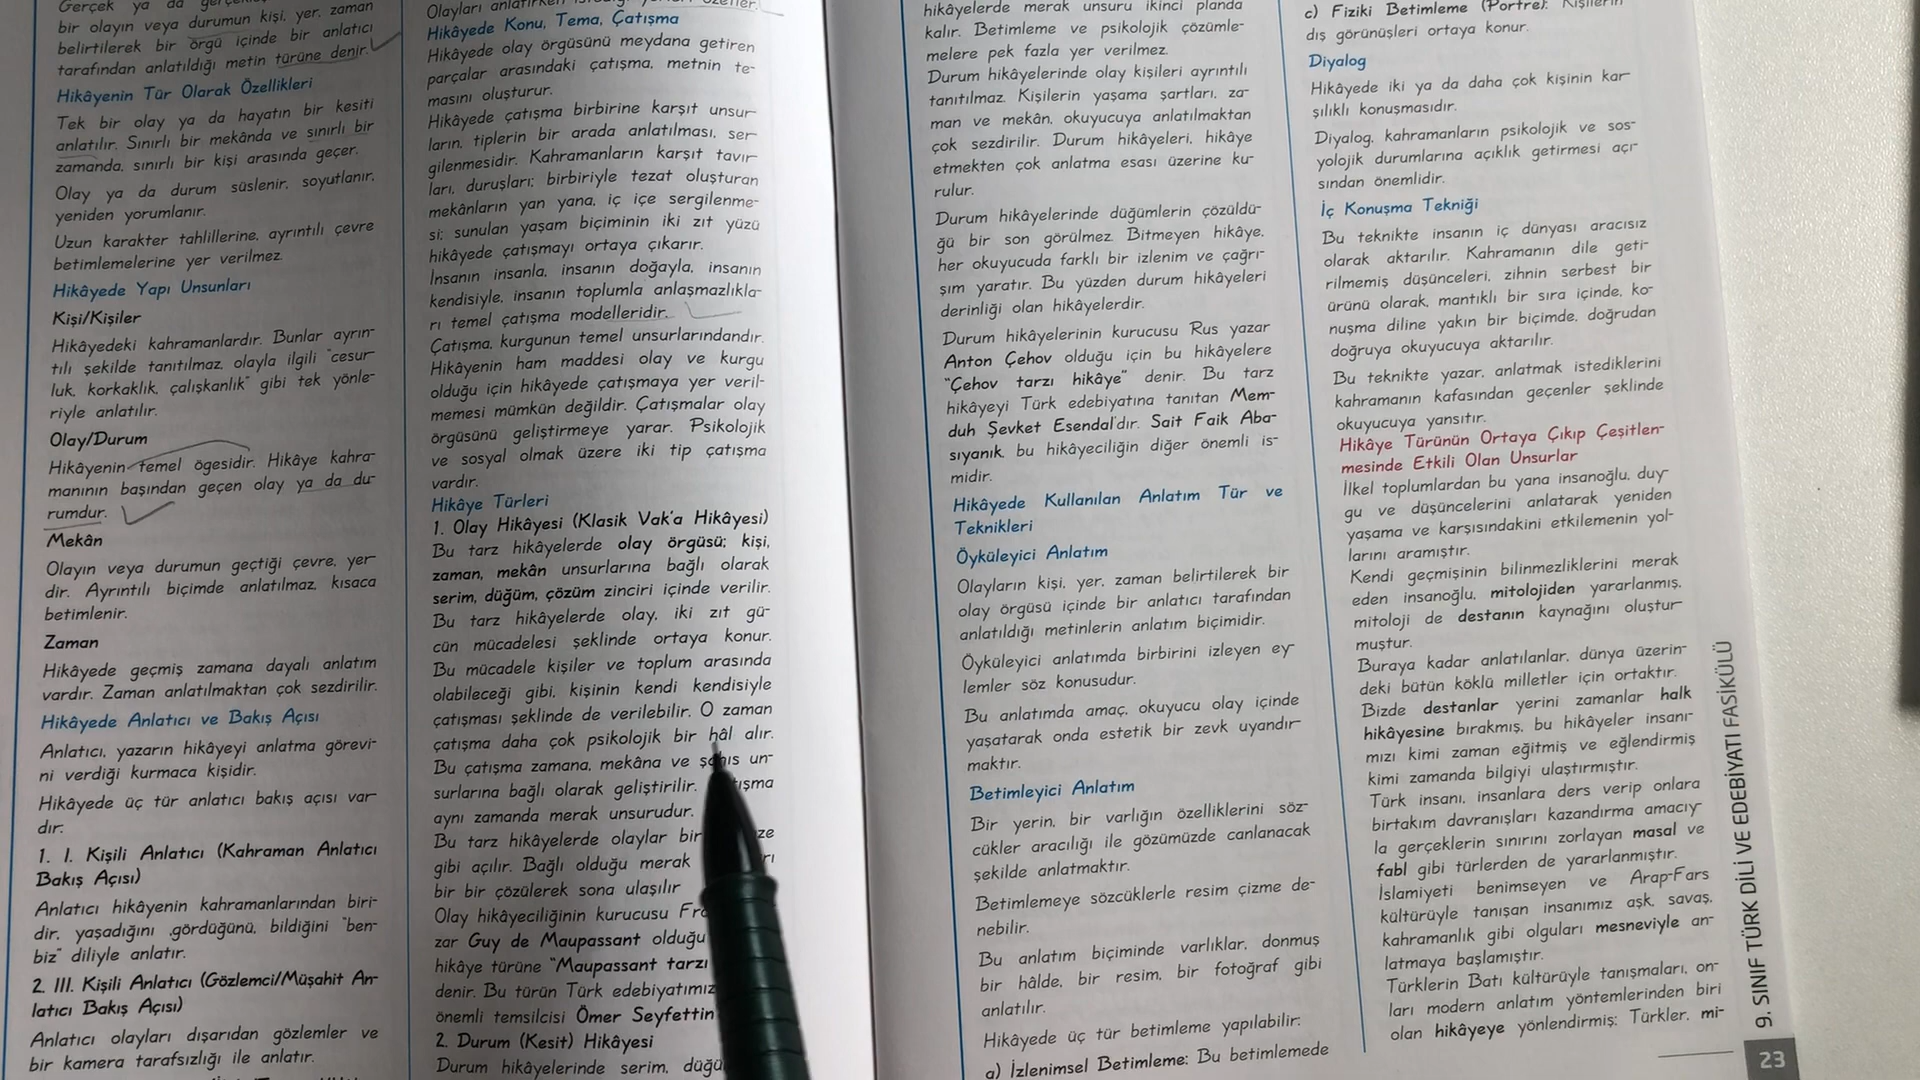 Gerçek ya da
bir olayın veya durumun kişi, yer, zaman
belirtilerek bir örgü içinde bir anlatıcı
tarafından anlatıldığı metin türüne denir.
Hikâyenin Tür Olarak Özellikleri
Tek bir olay ya da hayatın bir kesiti
anlatılır. Sınırlı bir mekânda ve sınırlı bir
zamanda, sınırlı bir kişi arasında geçer.
Olay ya da durum süslenir, soyutlanır,
yeniden yorumlanır.
Uzun karakter tahlillerine, ayrıntılı çevre
betimlemelerine yer verilmez.
Hikâyede Yapı Unsunları
Kişi/Kişiler
Hikâyedeki kahramanlardır. Bunlar ayrın-
tılı şekilde tanıtılmaz, olayla ilgili "cesur-
luk, korkaklık, çalışkanlık" gibi tek yönle-
riyle anlatılır.
Olay/Durum
Hikâyenin temel ögesidir. Hikâye kahra-
manının başından geçen olay ya da du-
rumdur.
Mekân
Olayın veya durumun geçtiği çevre, yer-
dir. Ayrıntılı biçimde anlatılmaz, kısaca
betimlenir.
Zaman
Hikâyede geçmiş zamana dayalı anlatım
vardır. Zaman anlatılmaktan çok sezdirilir.
Hikâyede Anlatıcı ve Bakış Açısı
Anlatıcı, yazarın hikâyeyi anlatma görevi-
ni verdiği kurmaca kişidir.
Hikâyede üç tür anlatıcı bakış açısı var-
dır:
1. I. Kişili Anlatıcı (Kahraman Anlatıcı
Bakış Açısı)
Anlatıcı hikâyenin kahramanlarından biri-
dir, yaşadığını ,gördüğünü, bildiğini "ben-
biz" diliyle anlatır.
2. III. Kişili Anlatıcı (Gözlemci/Müşahit An-
latıcı Bakış Açısı)
Anlatıcı olayları dışarıdan gözlemler ve
bir kamera tarafsızlığı ile anlatır.
Olayları anlatırken
Hikâyede Konu, Tema, Çatışma
Hikâyede olay örgüsünü meydana getiren
parçalar arasındaki çatışma, metnin te-
masını oluşturur.
Hikâyede çatışma birbirine karşıt unsur-
ların, tiplerin bir arada anlatılması, ser-
gilenmesidir. Kahramanların karşıt tavır-
ları, duruşları; birbiriyle tezat oluşturan
mekânların yan yana, iç içe sergilenme-
si; sunulan yaşam biçiminin iki zıt yüzü
hikâyede çatışmayı ortaya çıkarır.
İnsanın insanla, insanın doğayla, insanın
kendisiyle, insanın toplumla anlaşmazlıkla-
rı temel çatışma modelleridir.
Çatışma, kurgunun temel unsurlarındandır.
Hikâyenin ham maddesi olay ve kurgu
olduğu için hikâyede çatışmaya yer veril-
memesi mümkün değildir. Çatışmalar olay
örgüsünü geliştirmeye yarar. Psikolojik
ve sosyal olmak üzere iki tip çatışma
vardır.
Hikâye Türleri
1. Olay Hikâyesi (Klasik Vak'a Hikâyesi)
Bu tarz hikâyelerde olay örgüsü; kişi,
zaman, mekân unsurlarına bağlı olarak
serim, düğüm, çözüm zinciri içinde verilir.
Bu tarz hikâyelerde olay, iki zıt gü-
cün mücadelesi şeklinde ortaya konur.
Bu mücadele kişiler ve toplum arasında
olabileceği gibi, kişinin kendi kendisiyle
çatışması şeklinde de verilebilir. O zaman
çatışma daha çok psikolojik bir hâl alır.
Bu çatışma zamana, mekâna ve şahıs un-
surlarına bağlı olarak geliştirilir.
aynı zamanda merak unsurudur.
Bu tarz hikâyelerde olaylar bir
gibi açılır. Bağlı olduğu merak
bir bir çözülerek sona ulaşılır
Olay hikâyeciliğinin kurucusu
zar Guy de Maupassant olduğu
hikâye türüne "Maupassant tarzı
denir. Bu türün Türk edebiyatımız
önemli temsilcisi Ömer Seyfettin
2. Durum (Kesit) Hikâyesi
Durum hikâyelerinde serim,
hikâyelerde merak unsuru ikinci planda
kalır. Betimleme ve psikolojik çözümle-
melere pek fazla yer verilmez.
Durum hikâyelerinde olay kişileri ayrıntılı
tanıtılmaz. Kişilerin yaşama şartları, za-
man ve mekân, okuyucuya anlatılmaktan
çok sezdirilir. Durum hikâyeleri, hikâye
etmekten çok anlatma esası üzerine ku-
rulur.
Durum hikâyelerinde düğümlerin çözüldü-
ğü bir son görülmez. Bitmeyen hikâye,
her okuyucuda farklı bir izlenim ve çağrı-
şım yaratır. Bu yüzden durum hikâyeleri
derinliği olan hikâyelerdir.
Durum hikâyelerinin kurucusu Rus yazar
Anton Çehov olduğu için bu hikâyelere
"Çehov tarzı hikâye" denir. Bu tarz
hikâyeyi Türk edebiyatına tanıtan Mem-
duh Şevket Esendal'dır. Sait Faik Aba-
sıyanık, bu hikâyeciliğin diğer önemli is-
midir.
Hikâyede Kullanılan Anlatım Tür ve
Teknikleri
Öyküleyici Anlatım
Olayların kişi, yer, zaman belirtilerek bir
olay örgüsü içinde bir anlatıcı tarafından
anlatıldığı metinlerin anlatım biçimidir.
Öyküleyici anlatımda birbirini izleyen ey-
lemler söz konusudur.
Bu anlatımda amaç, okuyucu olay içinde
yaşatarak onda estetik bir zevk uyandır-
maktır.
Betimleyici Anlatım
Bir yerin, bir varlığın özelliklerini söz-
cükler aracılığı ile gözümüzde canlanacak
şekilde anlatmaktır.
Betimlemeye sözcüklerle resim çizme de-
nebilir.
Bu anlatım biçiminde varlıklar, donmuş
bir hâlde, bir resim, bir fotoğraf gibi
anlatılır.
Hikâyede üç tür betimleme yapılabilir:
a) İzlenimsel Betimleme: Bu betimlemede
c) Fiziki Betimleme (Portre): Kişilerin
dış görünüşleri ortaya konur.
Diyalog
Hikâyede iki ya da daha çok kişinin kar-
şılıklı konuşmasıdır.
Diyalog, kahramanların psikolojik ve sos-
yolojik durumlarına açıklık getirmesi açı-
sından önemlidir.
İç Konuşma Tekniği
Bu teknikte insanın iç dünyası aracısız
olarak aktarılır. Kahramanın dile geti-
rilmemiş düşünceleri, zihnin serbest bir
ürünü olarak, mantıklı bir sıra içinde, ko-
nuşma diline yakın bir biçimde, doğrudan
doğruya okuyucuya aktarılır.
Bu teknikte yazar, anlatmak istediklerini
kahramanın kafasından geçenler şeklinde
okuyucuya yansıtır.
Hikâye Türünün Ortaya Çıkıp Çeşitlen-
mesinde Etkili Olan Unsurlar
İlkel toplumlardan bu yana insanoğlu, duy-
gu ve düşüncelerini anlatarak yeniden
yaşama ve karşısındakini etkilemenin yol-
larını aramıştır.
Kendi geçmişinin bilinmezliklerini merak
eden insanoğlu, mitolojiden yararlanmış,
mitoloji de destanın kaynağını oluştur-
muştur.
Buraya kadar anlatılanlar, dünya üzerin-
deki bütün köklü milletler için ortaktır.
Bizde destanlar yerini zamanlar halk
hikâyesine bırakmış, bu hikâyeler insanı-
mızı kimi zaman eğitmiş ve eğlendirmiş
kimi zamanda bilgiyi ulaştırmıştır.
Türk insanı, insanlara ders verip onlara
birtakım davranışları kazandırma amacıy-
la gerçeklerin sınırını zorlayan masal ve
fabl gibi türlerden de yararlanmıştır.
İslamiyeti benimseyen ve Arap-Fars
kültürüyle tanışan insanımız aşk, savaş,
kahramanlık gibi olguları mesneviyle an-
latmaya başlamıştır.
Türklerin Batı kültürüyle tanışmaları, on-
ları modern anlatım yöntemlerinden biri
olan hikâyeye yönlendirmiş; Türkler, mi-
9. SINIF TÜRK DİLİ VE EDEBİYATI FASİKÜLÜ
23